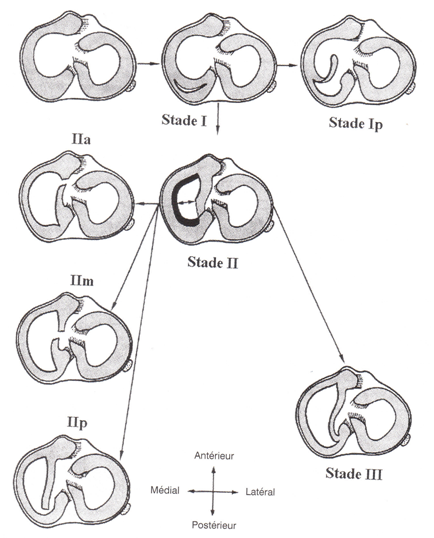 Stade I
Stade Ip
IIa
Stade II
IIm
IIp
Stade III
Antérieur
Médial
Latéral
Postérieur